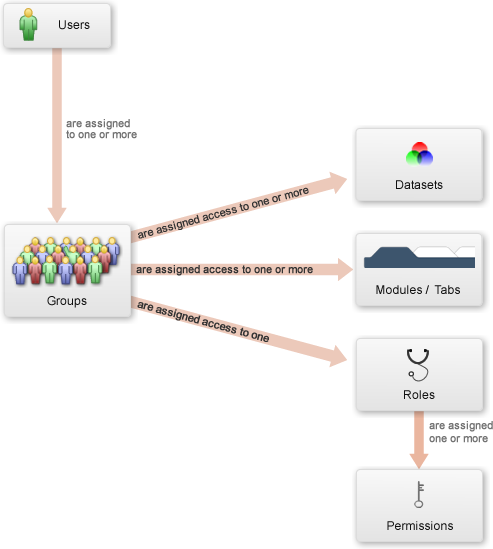 Users
are assigned
to one or more
Datasets
are assigned access to one or more
Groups
are assigned access to one or more
Modules / Tabs
are assigned access to one
Roles
are assigned
one or more
Permissions